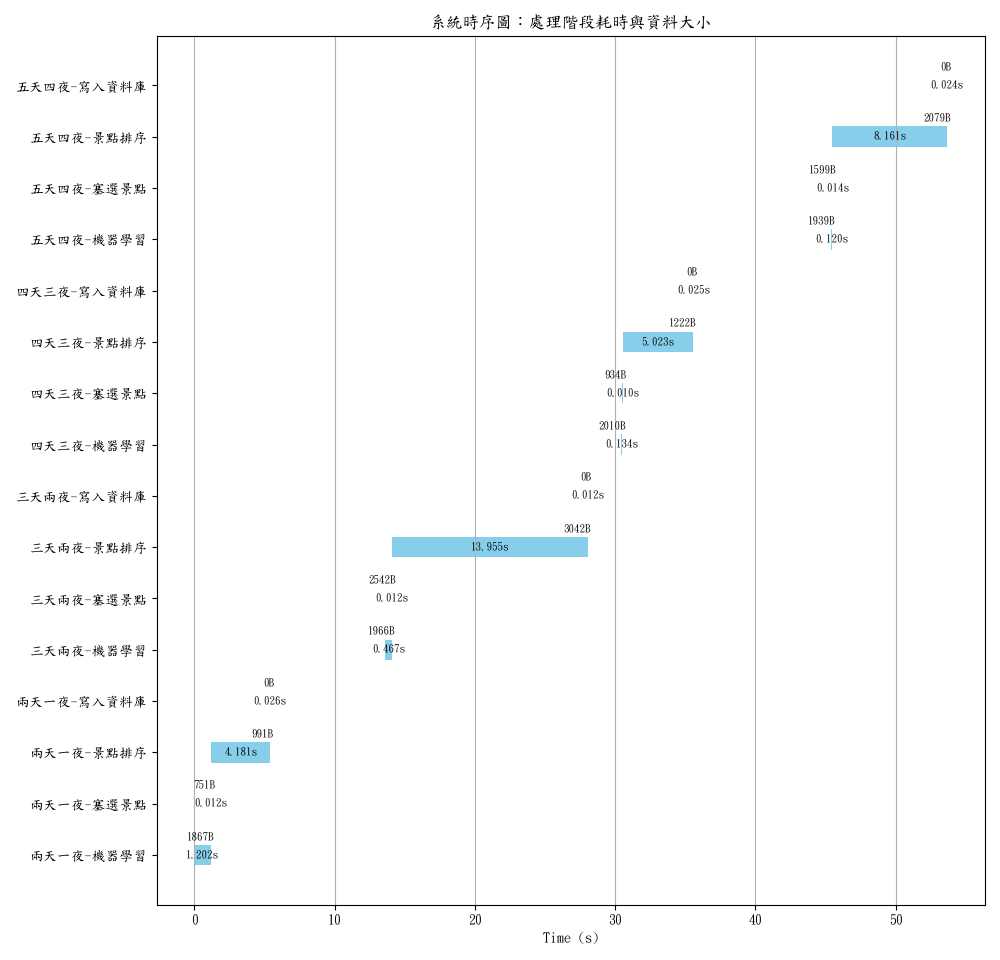 系統時序圖：處理階段耗時與資料大小
五天四夜-寫入資料庫
0B
0.024s
五天四夜-景點排序
2079B
8.161s
五天四夜-塞選景點
1599B
0.014s
五天四夜-機器學習
1939B
0.120s
四天三夜-寫入資料庫
0B
0.025s
四天三夜-景點排序
1222B
5.023s
四天三夜-塞選景點
934B
0.010s
四天三夜-機器學習
2010B
0.134s
三天兩夜-寫入資料庫
0B
0.012s
三天兩夜-景點排序
3042B
13.955s
三天兩夜-塞選景點
2542B
0.012s
三天兩夜-機器學習
1966B
0.467s
兩天一夜-寫入資料庫
0B
0.026s
兩天一夜-景點排序
991B
4.181s
兩天一夜-塞選景點
751B
0.012s
兩天一夜-機器學習
1867B
1.202s
0 10 20 30 40 50
Time (s)